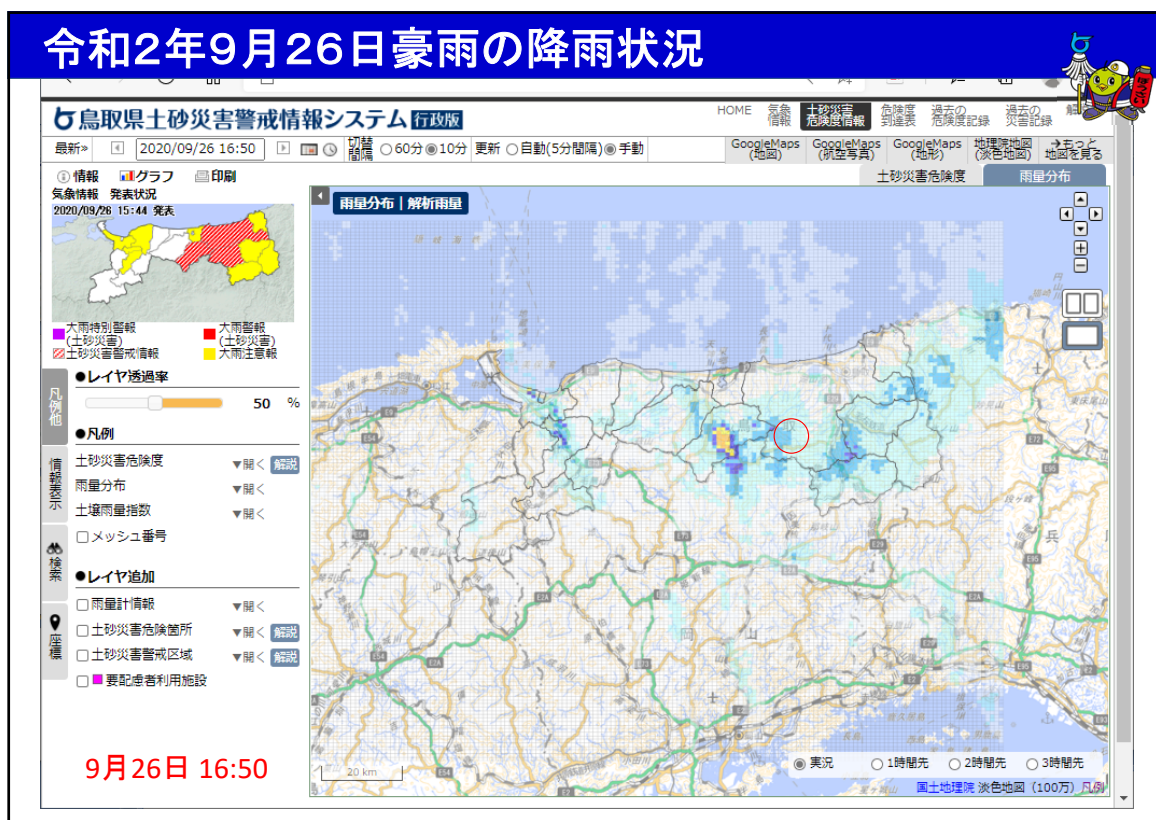 令和2年9月26日豪雨の降雨状況
鳥取県土砂災害警戒情報システム 行政版
HOME 気象情報 土砂災害危険度情報 危険度到達表 過去の危険度記録 過去の災害記録
最新» 2020/09/26 16:50 切替間隔 60分 10分 更新 自動(5分間隔) 手動
GoogleMaps(地図) GoogleMaps(航空写真) GoogleMaps(地形) 地理院地図(淡色地図) →もっと地図を見る
情報 グラフ 印刷
土砂災害危険度 雨量分布
気象情報 発表状況
2020/09/26 15:44 発表
雨量分布 | 解析雨量
大雨特別警報(土砂災害) 大雨警報(土砂災害)
土砂災害警戒情報 大雨注意報
凡例他
●レイヤ透過率
50 %
●凡例
情報表示
土砂災害危険度 ▼開く 解説
雨量分布 ▼開く
土壌雨量指数 ▼開く
メッシュ番号
検索
●レイヤ追加
雨量計情報 ▼開く
座標
土砂災害危険箇所 ▼開く 解説
土砂災害警戒区域 ▼開く 解説
要配慮者利用施設
9月26日 16:50
兵
岡 山
E72
E95
E54
E73
E2A
E2
20 km
実況 1時間先 2時間先 3時間先
国土地理院 淡色地図（100万）凡例